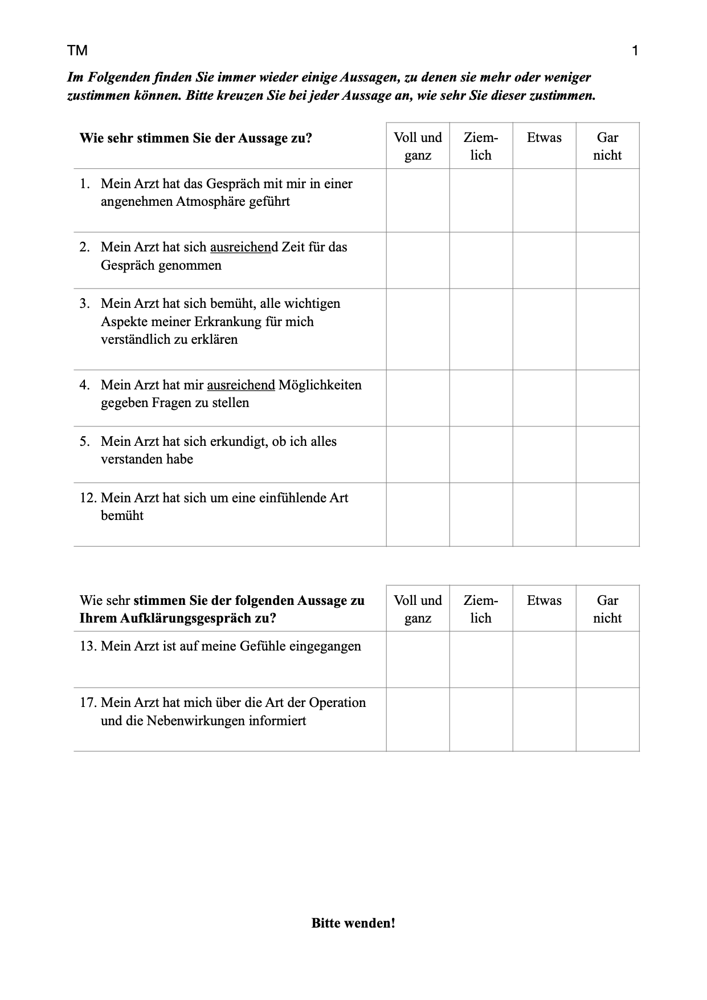 TM 1
Im Folgenden finden Sie immer wieder einige Aussagen, zu denen sie mehr oder weniger
zustimmen können. Bitte kreuzen Sie bei jeder Aussage an, wie sehr Sie dieser zustimmen.
Wie sehr stimmen Sie der Aussage zu? Voll und ganz Ziem-lich Etwas Gar nicht
1. Mein Arzt hat das Gespräch mit mir in einer
angenehmen Atmosphäre geführt
2. Mein Arzt hat sich ausreichend Zeit für das
Gespräch genommen
3. Mein Arzt hat sich bemüht, alle wichtigen
Aspekte meiner Erkrankung für mich
verständlich zu erklären
4. Mein Arzt hat mir ausreichend Möglichkeiten
gegeben Fragen zu stellen
5. Mein Arzt hat sich erkundigt, ob ich alles
verstanden habe
12. Mein Arzt hat sich um eine einfühlende Art
bemüht
Wie sehr stimmen Sie der folgenden Aussage zu Voll und Ziem- Etwas Gar
Ihrem Aufklärungsgespräch zu? ganz lich nicht
13. Mein Arzt ist auf meine Gefühle eingegangen
17. Mein Arzt hat mich über die Art der Operation
und die Nebenwirkungen informiert
Bitte wenden!